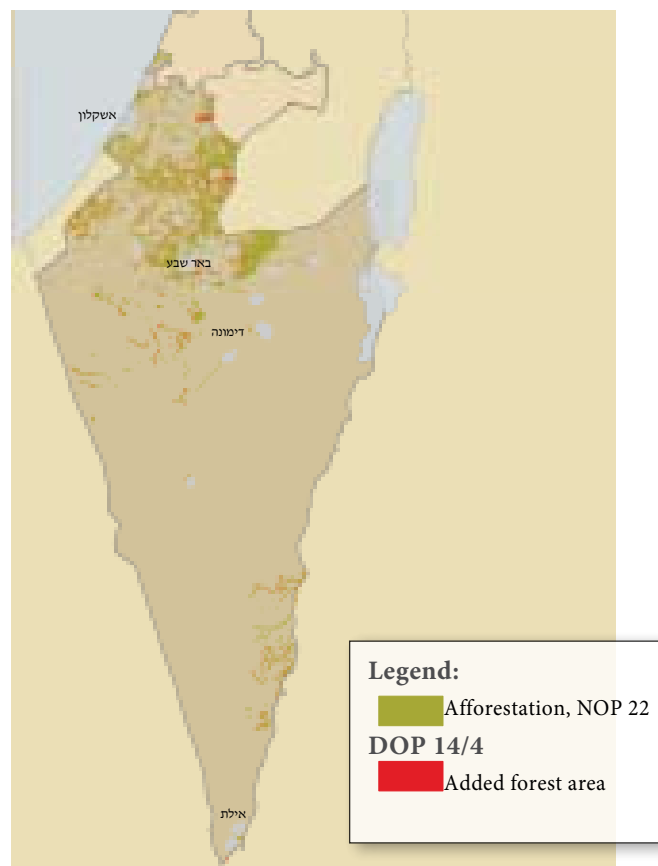 אשקלון
באר שבע
דימונה
אילת
Legend:
Afforestation, NOP 22
DOP 14/4
Added forest area